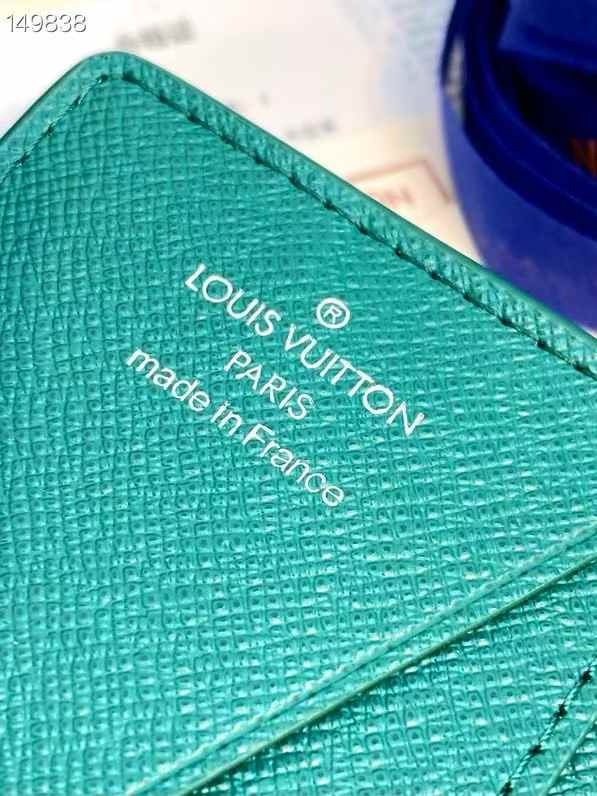 149838
®
LOUIS VUITTON
PARIS
made in France